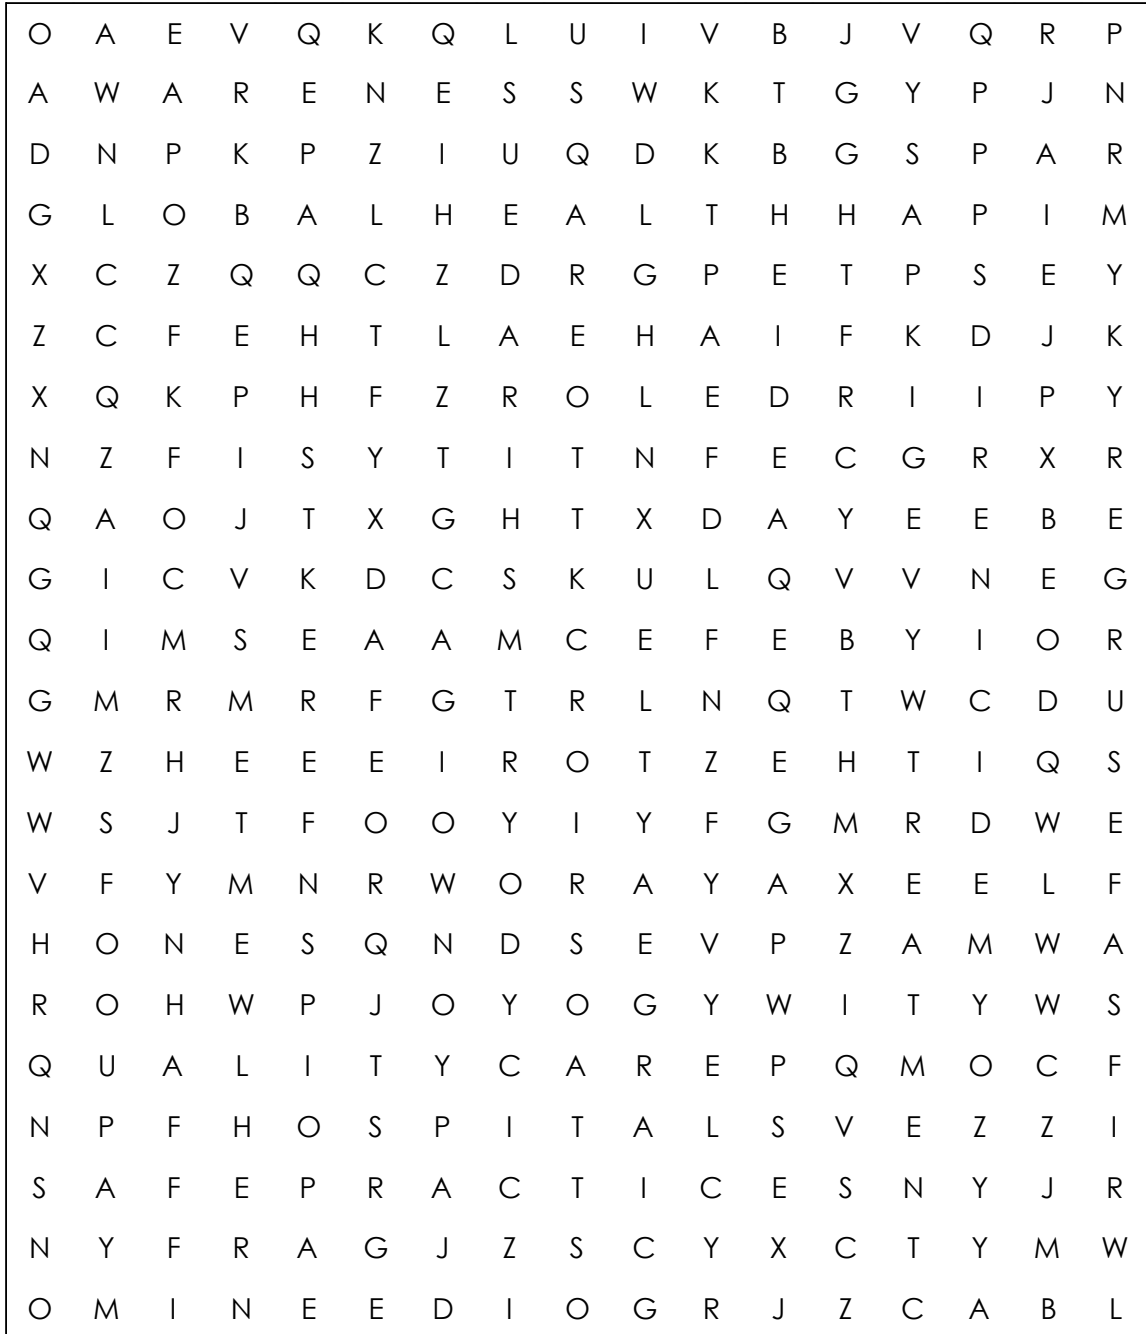 O A E V Q K Q L U I V B J V Q R P
A W A R E N E S S W K T G Y P J N
D N P K P Z I U Q D K B G S P A R
G L O B A L H E A L T H H A P I M
X C Z Q Q C Z D R G P E T P S E Y
Z C F E H T L A E H A I F K D J K
X Q K P H F Z R O L E D R I I P Y
N Z F I S Y T I T N F E C G R X R
Q A O J T X G H T X D A Y E E B E
G I C V K D C S K U L Q V V N E G
Q I M S E A A M C E F E B Y I O R
G M R M R F G T R L N Q T W C D U
W Z H E E E I R O T Z E H T I Q S
W S J T F O O Y I Y F G M R D W E
V F Y M N R W O R A Y A X E E L F
H O N E S Q N D S E V P Z A M W A
R O H W P J O Y O G Y W I T Y W S
Q U A L I T Y C A R E P Q M O C F
N P F H O S P I T A L S V E Z Z I
S A F E P R A C T I C E S N Y J R
N Y F R A G J Z S C Y X C T Y M W
O M I N E E D I O G R J Z C A B L